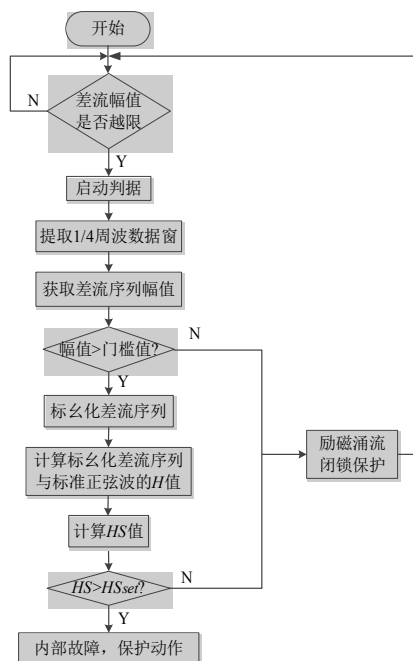 开始
差流幅值
是否越限
N
Y
启动判据
提取1/4周波数据窗
获取差流序列幅值
幅值>门槛值?
N
Y
标幺化差流序列
计算标幺化差流序列
与标准正弦波的H值
励磁涌流
闭锁保护
计算HS值
HS>HSset?
N
Y
内部故障，保护动作